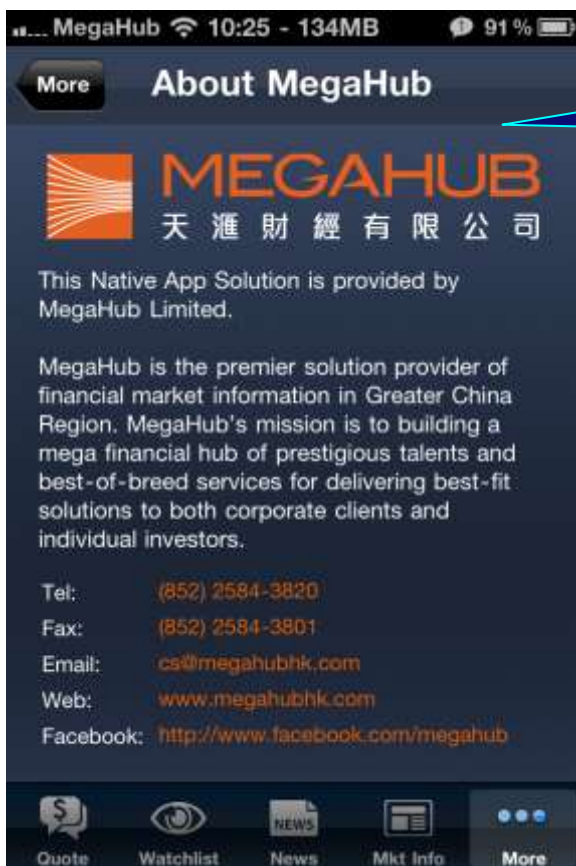 .... MegaHub 10:25 - 134MB 91%
More About MegaHub
MEGAHUB
天滙財經有限公司
This Native App Solution is provided by
MegaHub Limited.
MegaHub is the premier solution provider of
financial market information in Greater China
Region. MegaHub's mission is to building a
mega financial hub of prestigious talents and
best-of-breed services for delivering best-fit
solutions to both corporate clients and
individual investors.
Tel: (852) 2584-3820
Fax: (852) 2584-3801
Email: cs@megahubhk.com
Web: www.megahubhk.com
Facebook: http://www.facebook.com/megahub
NEWS
Quote Watchlist News Mkt Info More